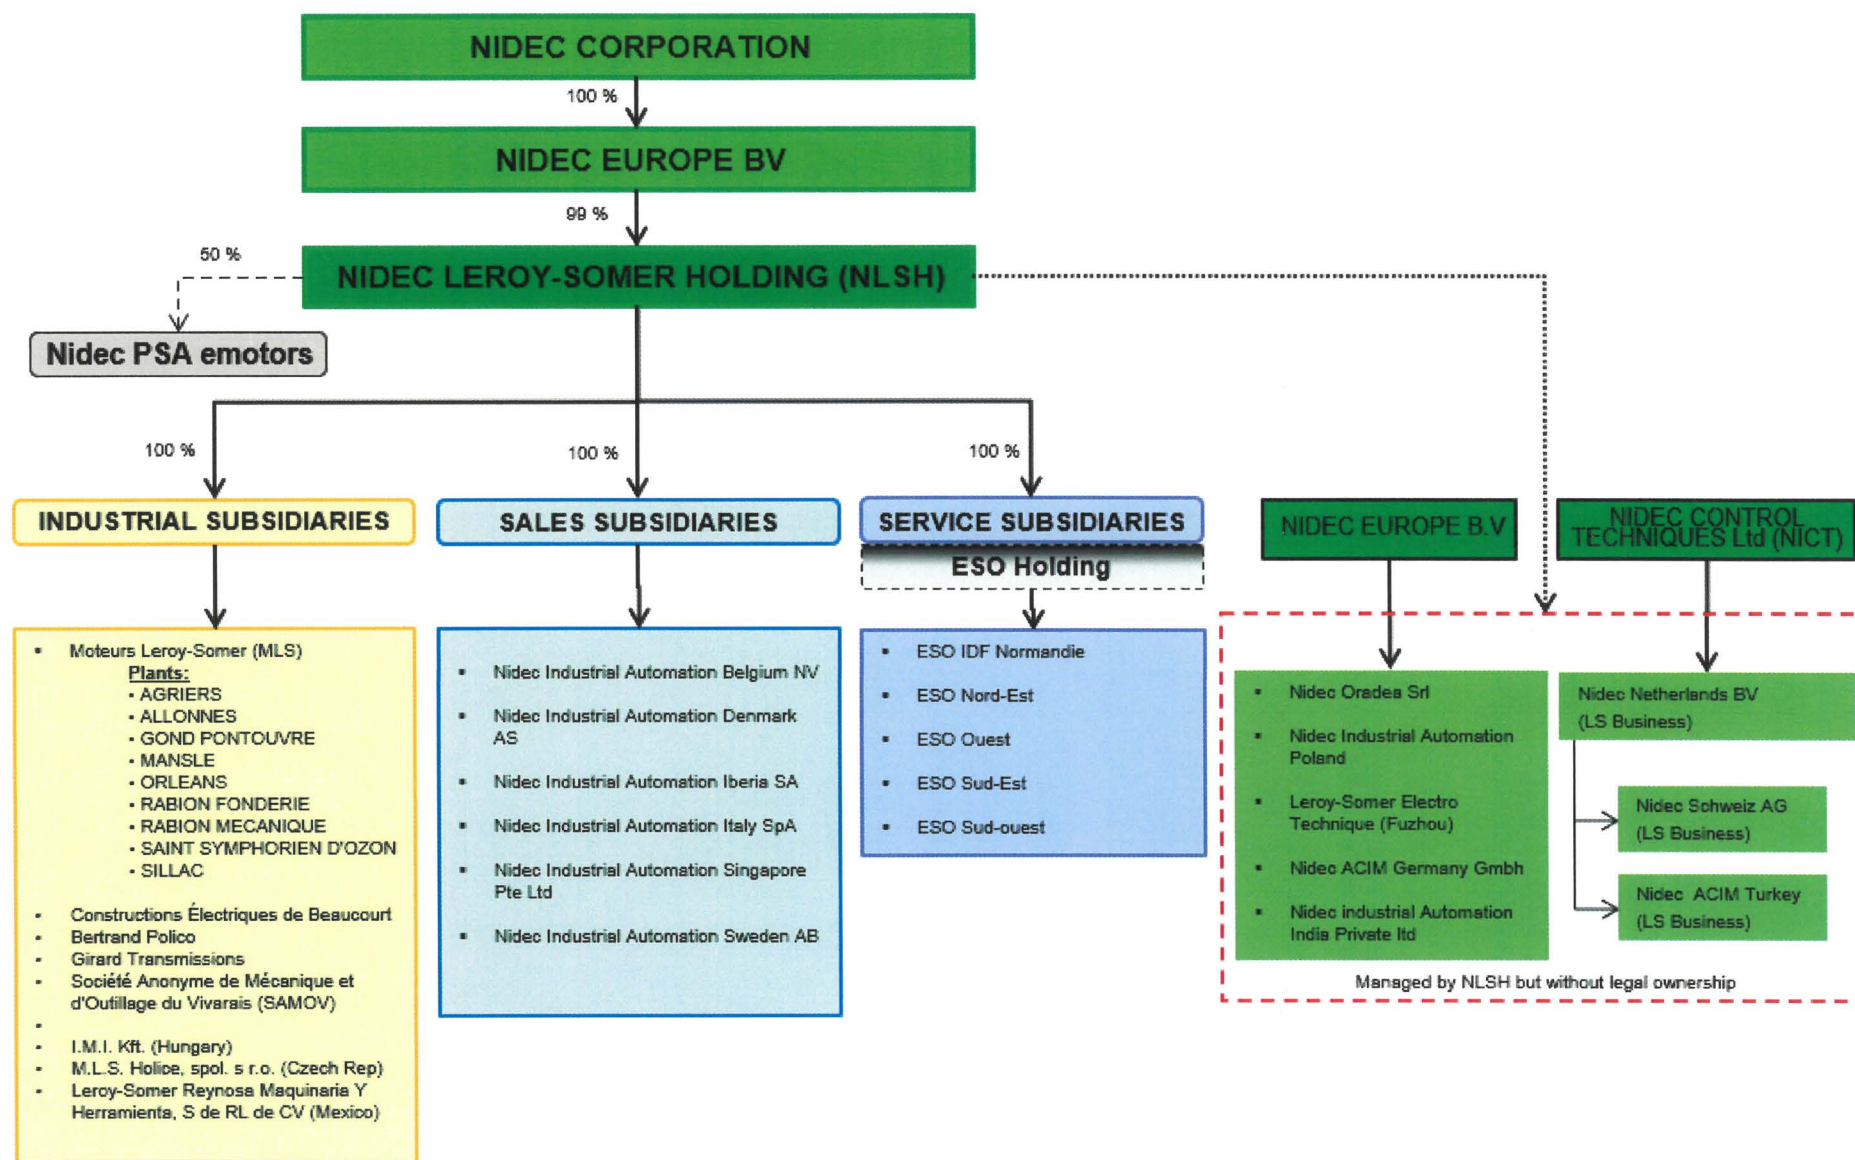 NIDEC CORPORATION
100 %
NIDEC EUROPE BV
99 %
50 %
NIDEC LEROY-SOMER HOLDING (NLSH)
Nidec PSA emotors
100 %
100 %
100 %
INDUSTRIAL SUBSIDIARIES
▪ Moteurs Leroy-Somer (MLS)
Plants:
▪ AGRIERS
▪ ALLONNES
▪ GOND PONTOUVRE
▪ MANSLE
▪ ORLEANS
▪ RABION FONDERIE
▪ RABION MECANIQUE
▪ SAINT SYMPHORIEN D'OZON
▪ SILLAC
▪ Constructions Électriques de Beaucourt
▪ Bertrand Polico
▪ Girard Transmissions
▪ Société Anonyme de Mécanique et
d'Outillage du Vivarais (SAMOV)
▪
▪ I.M.I. Kft. (Hungary)
▪ M.L.S. Holice, spol. s r.o. (Czech Rep)
▪ Leroy-Somer Reynosa Maquinaria Y
Herramienta, S de RL de CV (Mexico)
SALES SUBSIDIARIES
▪ Nidec Industrial Automation Belgium NV
▪ Nidec Industrial Automation Denmark
AS
▪ Nidec Industrial Automation Iberia SA
▪ Nidec Industrial Automation Italy SpA
▪ Nidec Industrial Automation Singapore
Pte Ltd
▪ Nidec Industrial Automation Sweden AB
SERVICE SUBSIDIARIES
ESO Holding
▪ ESO IDF Normandie
▪ ESO Nord-Est
▪ ESO Ouest
▪ ESO Sud-Est
▪ ESO Sud-ouest
NIDEC EUROPE B.V
▪ Nidec Oradea Srl
▪ Nidec Industrial Automation
Poland
▪ Leroy-Somer Electro
Technique (Fuzhou)
▪ Nidec ACIM Germany Gmbh
▪ Nidec industrial Automation
India Private ltd
NIDEC CONTROL
TECHNIQUES Ltd (NICT)
Nidec Netherlands BV
(LS Business)
Nidec Schweiz AG
(LS Business)
Nidec ACIM Turkey
(LS Business)
Managed by NLSH but without legal ownership